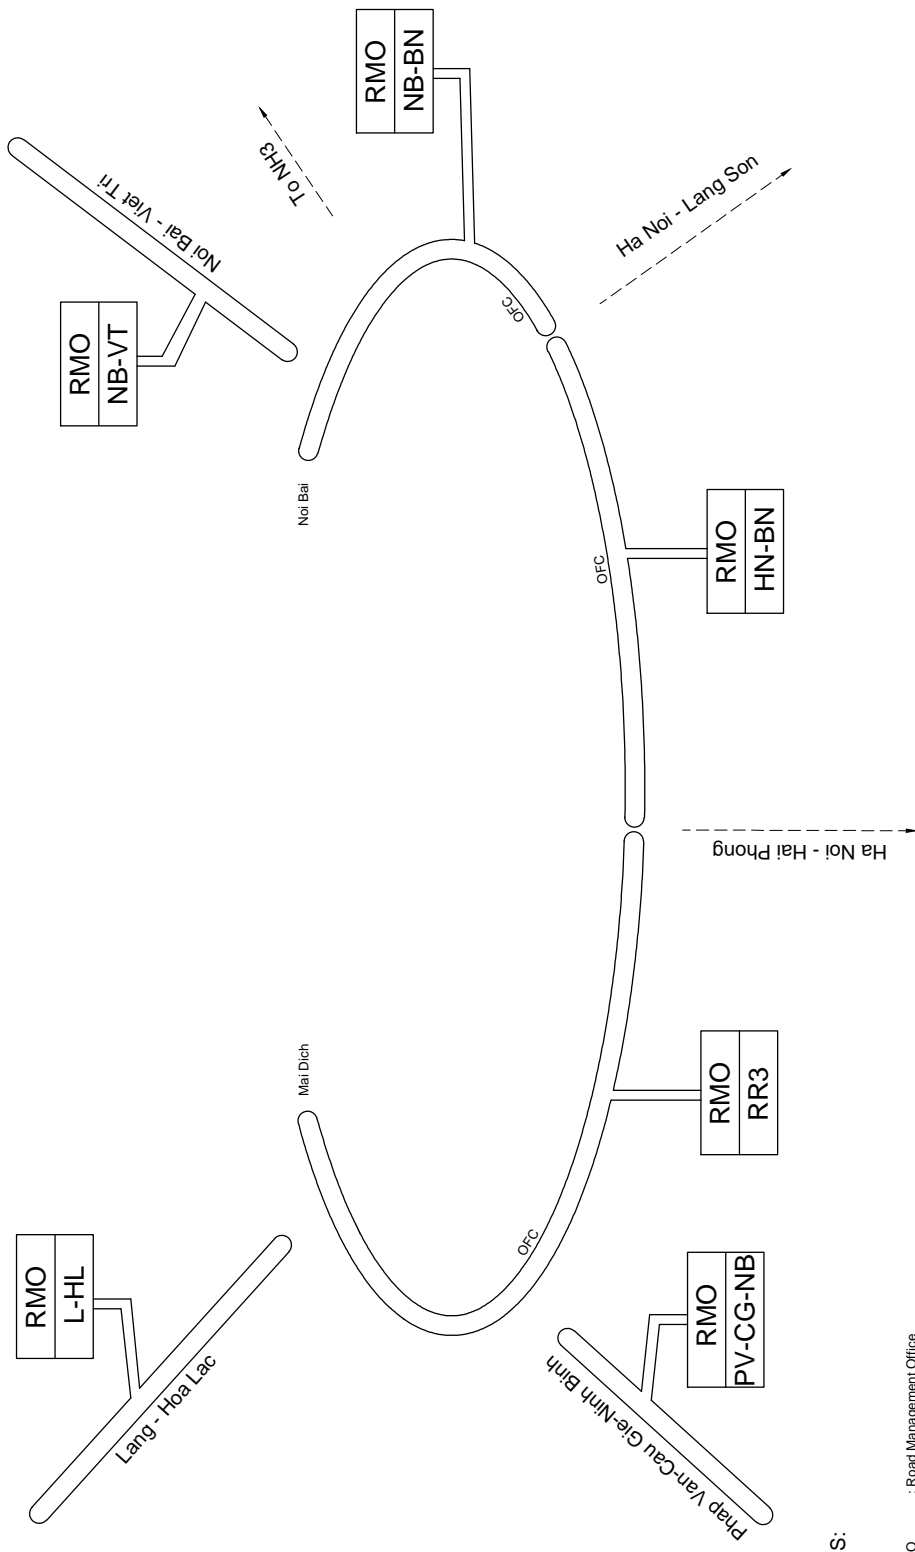 RMO
NB-BN
To NH3
Noi Bai - Viet Tri
RMO
NB-VT
Ha Noi - Lang Son
OFC
Noi Bai
OFC
RMO
HN-BN
Ha Noi - Hai Phong
Mai Dich
RMO
RR3
RMO
L-HL
Lang - Hoa Lac
OFC
RMO
PV-CG-NB
Phap Van-Cau Gie-Ninh Binh
S:
O : Road Management Office